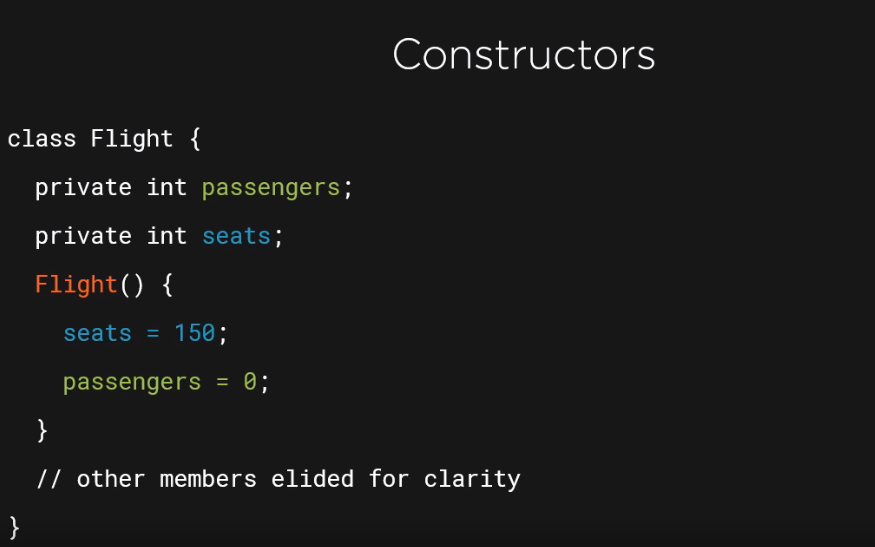 Constructors
class Flight {
  private int passengers;
  private int seats;
  Flight() {
    seats = 150;
    passengers = 0;
  }
  // other members elided for clarity
}